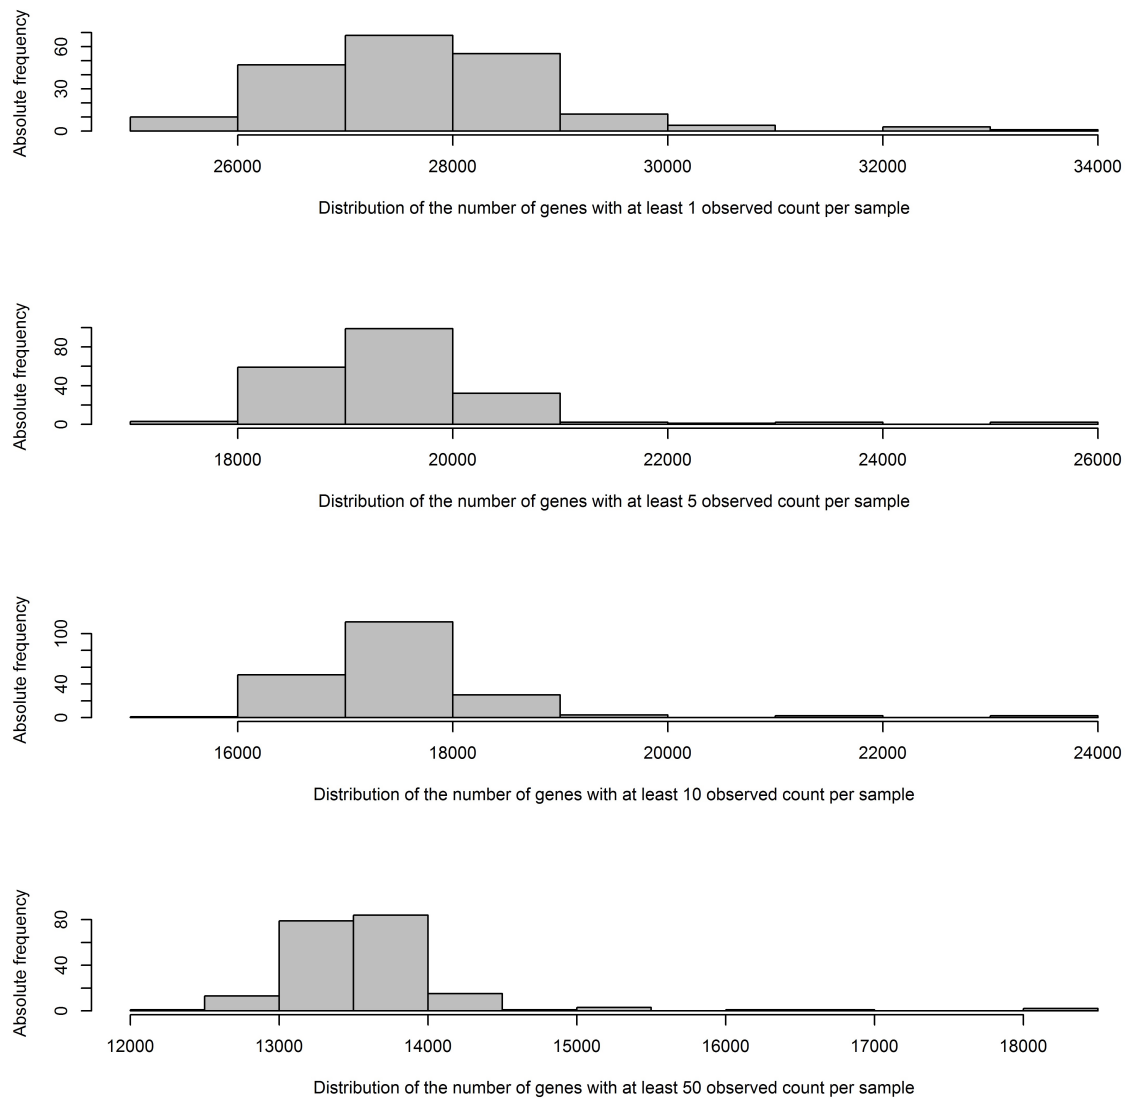 Absolute frequency
0 30 60
26000 28000 30000 32000 34000
Distribution of the number of genes with at least 1 observed count per sample
Absolute frequency
0 40 80
18000 20000 22000 24000 26000
Distribution of the number of genes with at least 5 observed count per sample
Absolute frequency
0 40 100
16000 18000 20000 22000 24000
Distribution of the number of genes with at least 10 observed count per sample
Absolute frequency
0 40 80
12000 13000 14000 15000 16000 17000 18000
Distribution of the number of genes with at least 50 observed count per sample